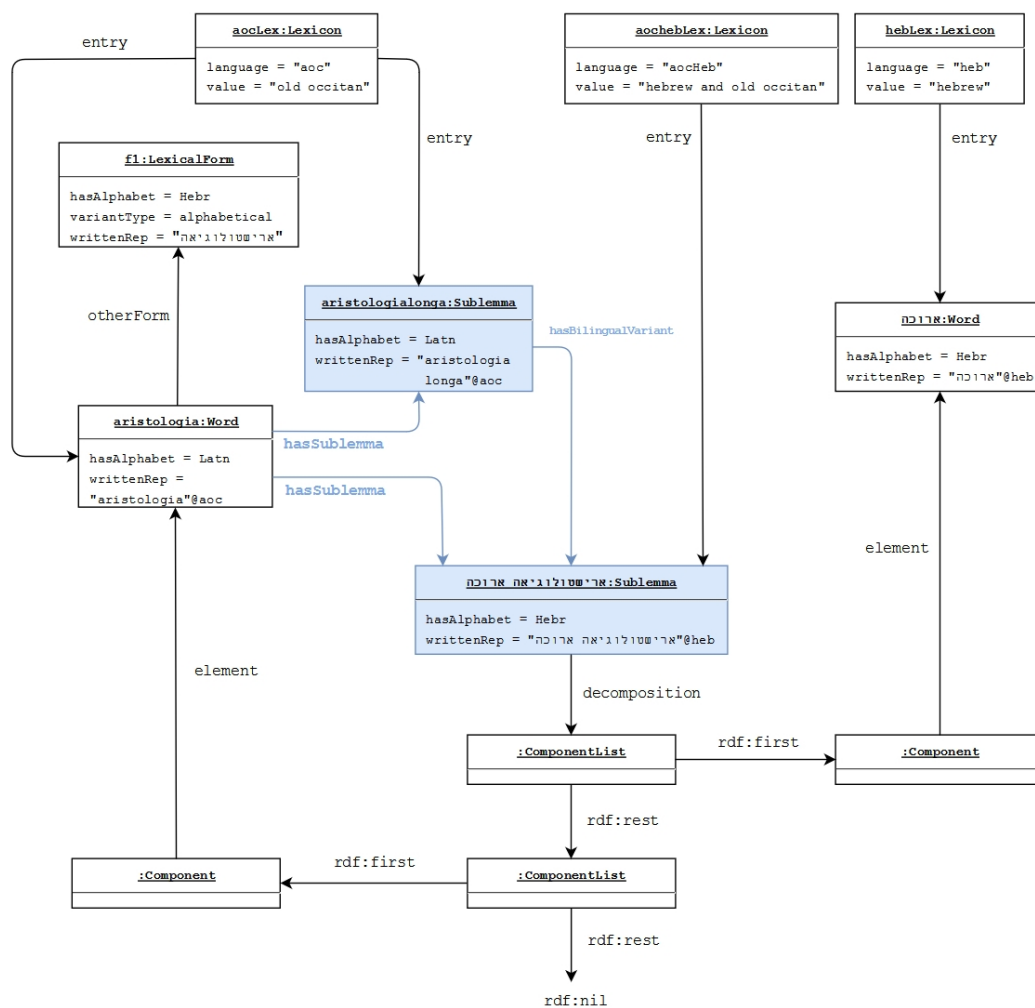 aocLex:Lexicon
language = "aoc"
value = "old occitan"
aochebLex:Lexicon
language = "aocHeb"
value = "hebrew and old occitan"
hebLex:Lexicon
language = "heb"
value = "hebrew"
entry
entry
entry
entry
f1:LexicalForm
hasAlphabet = Hebr
variantType = alphabetical
writtenRep = "ארישטולוגיאה"
otherForm
aristologialonga:Sublemma
hasAlphabet = Latn
writtenRep = "aristologia
longa"@aoc
hasBilingualVariant
ארוכה:Word
hasAlphabet = Hebr
writtenRep = "ארוכה"@heb
aristologia:Word
hasAlphabet = Latn
writtenRep =
"aristologia"@aoc
hasSublemma
hasSublemma
element
ארישטולוגיאה ארוכה:Sublemma
hasAlphabet = Hebr
writtenRep = "ארישטולוגיאה ארוכה"@heb
element
decomposition
:ComponentList
rdf:first
:Component
rdf:rest
:Component
rdf:first
:ComponentList
rdf:rest
rdf:nil